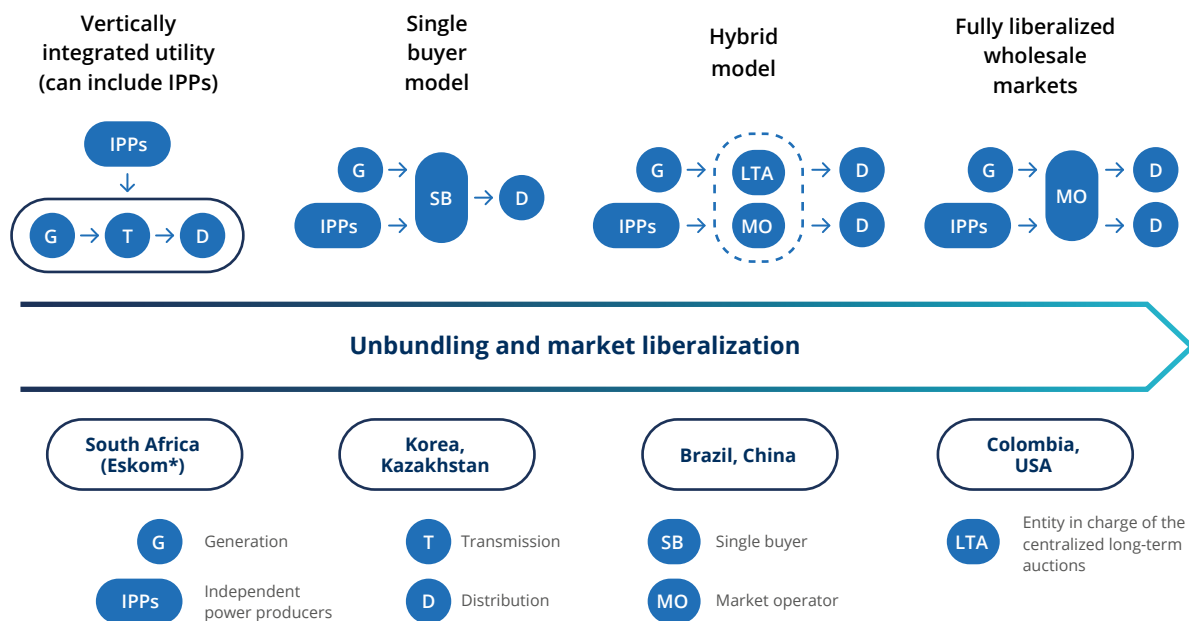 Vertically
integrated utility
(can include IPPs)
Single
buyer
model
Hybrid
model
Fully liberalized
wholesale
markets
IPPs
G
T
D
G
IPPs
SB
D
G
IPPs
LTA
MO
D
D
G
IPPs
MO
D
D
Unbundling and market liberalization
South Africa
(Eskom*)
Korea,
Kazakhstan
Brazil, China
Colombia,
USA
G
Generation
T
Transmission
SB
Single buyer
LTA
Entity in charge of the
centralized long-term
auctions
IPPs
Independent
power producers
D
Distribution
MO
Market operator